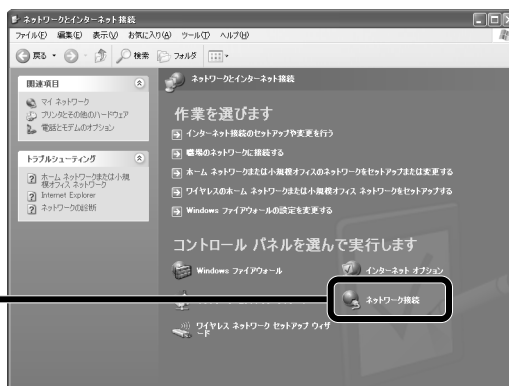 ネットワークとインターネット接続
ファイル(F) 編集(E) 表示(V) お気に入り(A) ツール(T) ヘルプ(H)
戻る 検索 フォルダ
関連項目
マイ ネットワーク
プリンタとその他のハードウェア
電話とモデムのオプション
トラブルシューティング
ホーム ネットワークまたは小規
模オフィス ネットワーク
Internet Explorer
ネットワークの診断
ネットワークとインターネット接続
作業を選びます
インターネット接続のセットアップや変更を行う
職場のネットワークに接続する
ホーム ネットワークまたは小規模オフィスのネットワークをセットアップまたは変更する
ワイヤレスのホーム ネットワークまたは小規模オフィス ネットワークをセットアップする
Windows ファイアウォールの設定を変更する
コントロール パネルを選んで実行します
Windows ファイアウォール
インターネット オプション
ネットワーク接続
ワイヤレス ネットワーク セットアップ ウィザ
ード